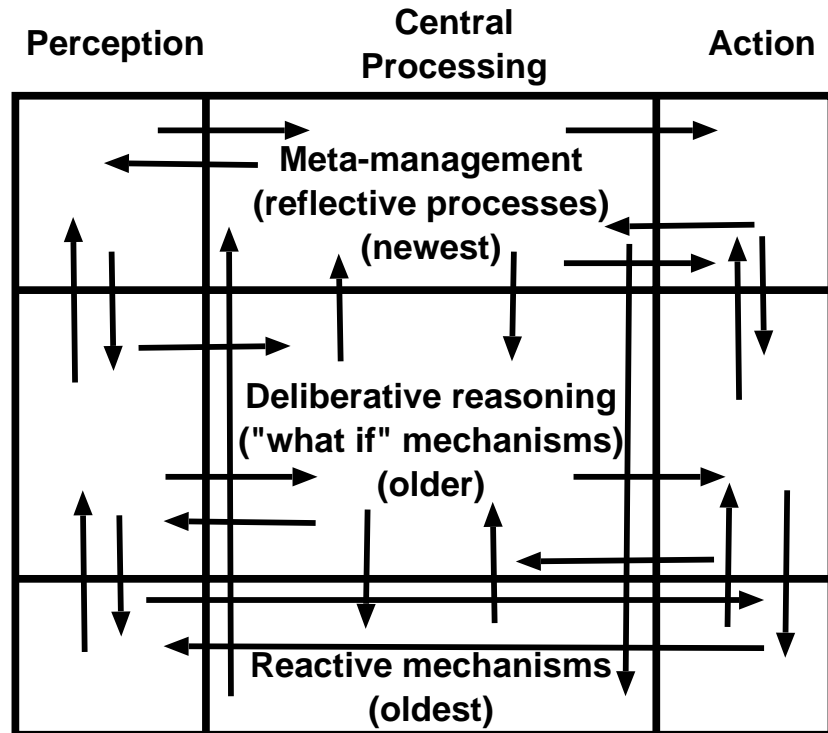 Perception
Central
Processing
Action
Meta-management
(reflective processes)
(newest)
Deliberative reasoning
("what if" mechanisms)
(older)
Reactive mechanisms
(oldest)